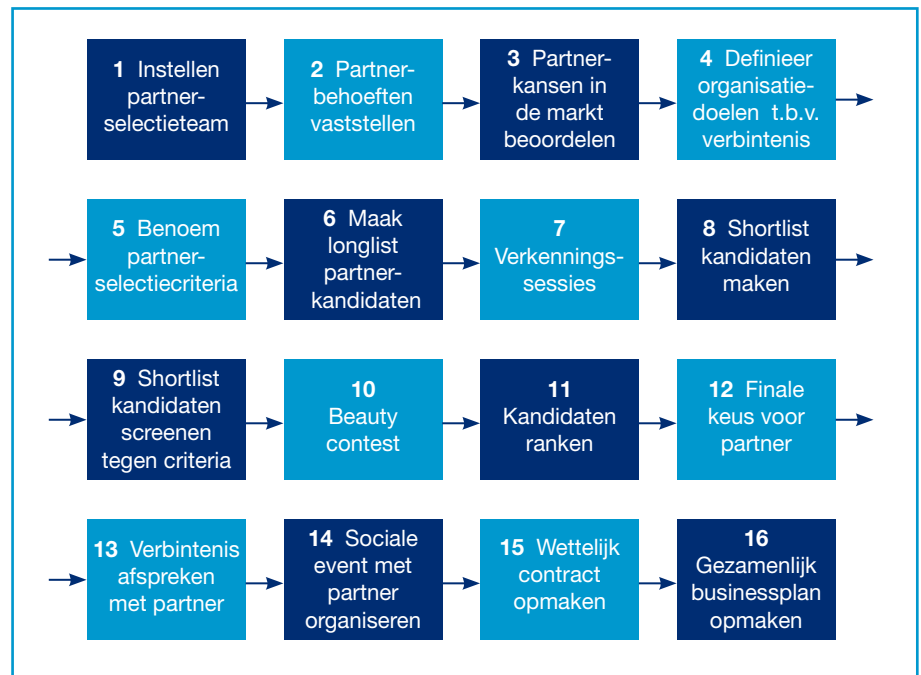 1 Instellen
partner-
selectieteam
2 Partner-
behoeften
vaststellen
3 Partner-
kansen in
de markt
beoordelen
4 Definieer
organisatie-
doelen t.b.v.
verbintenis
5 Benoem
partner-
selectiecriteria
6 Maak
longlist
partner-
kandidaten
7
Verkennings-
sessies
8 Shortlist
kandidaten
maken
9 Shortlist
kandidaten
screenen
tegen criteria
10
Beauty
contest
11
Kandidaten
ranken
12 Finale
keus voor
partner
13 Verbintenis
afspreken
met partner
14 Sociale
event met
partner
organiseren
15 Wettelijk
contract
opmaken
16
Gezamenlijk
businessplan
opmaken